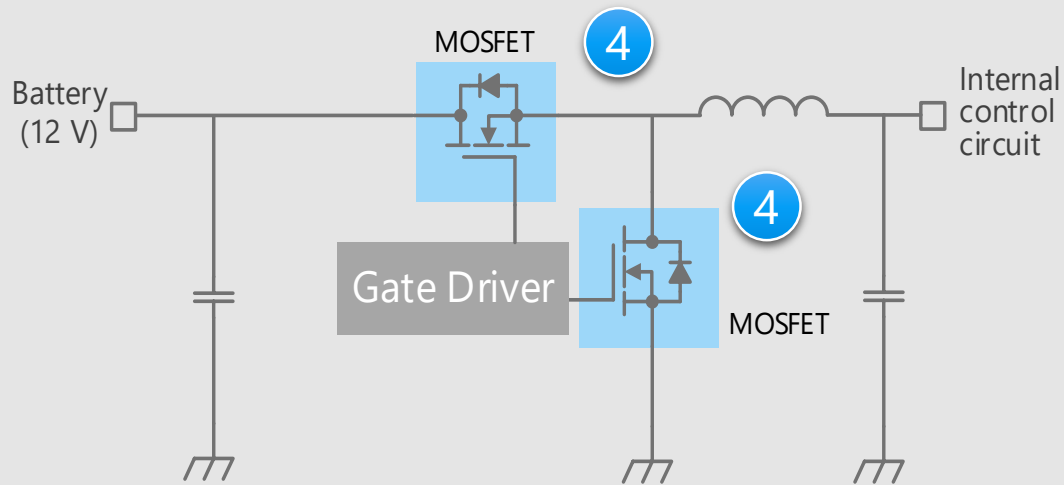 MOSFET
4
Battery
(12 V)
Internal
control
circuit
4
Gate Driver
MOSFET